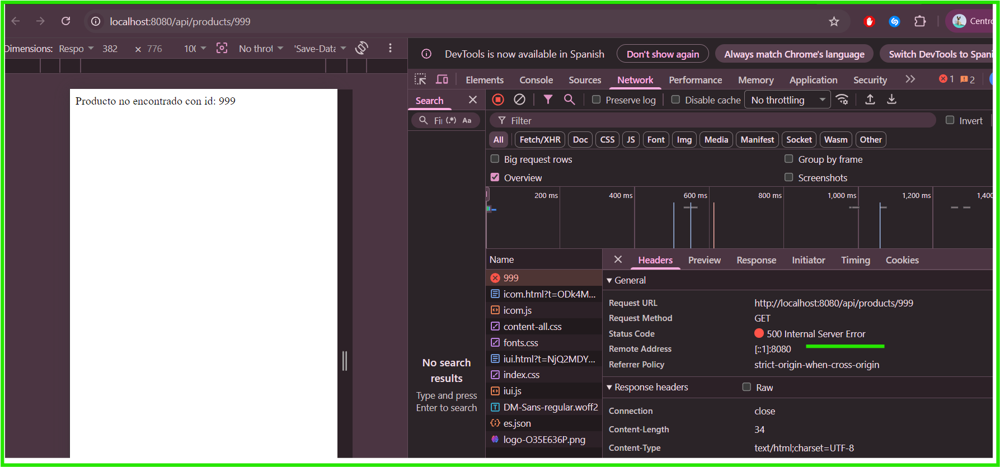 localhost:8080/api/products/999
Centro
Dimensions: Respo 382 × 776 100 No throt 'Save-Data
DevTools is now available in Spanish Don't show again Always match Chrome's language Switch DevTools to Spani
Elements Console Sources Network Performance Memory Application Security 1 2
Search
Preserve log Disable cache No throttling
Fi (.*) Aa
Filter Invert
All Fetch/XHR Doc CSS JS Font Img Media Manifest Socket Wasm Other
Big request rows Group by frame
Overview Screenshots
200 ms 400 ms 600 ms 800 ms 1,000 ms 1,200 ms 1,400
Producto no encontrado con id: 999
No search
results
Type and press
Enter to search
Name
999
icom.html?t=ODk4M...
icom.js
content-all.css
fonts.css
iui.html?t=NjQ2MDY...
index.css
iui.js
DM-Sans-regular.woff2
es.json
logo-O35E636P.png
Headers Preview Response Initiator Timing Cookies
General
Request URL http://localhost:8080/api/products/999
Request Method GET
Status Code 500 Internal Server Error
Remote Address [::1]:8080
Referrer Policy strict-origin-when-cross-origin
Response headers Raw
Connection close
Content-Length 34
Content-Type text/html;charset=UTF-8